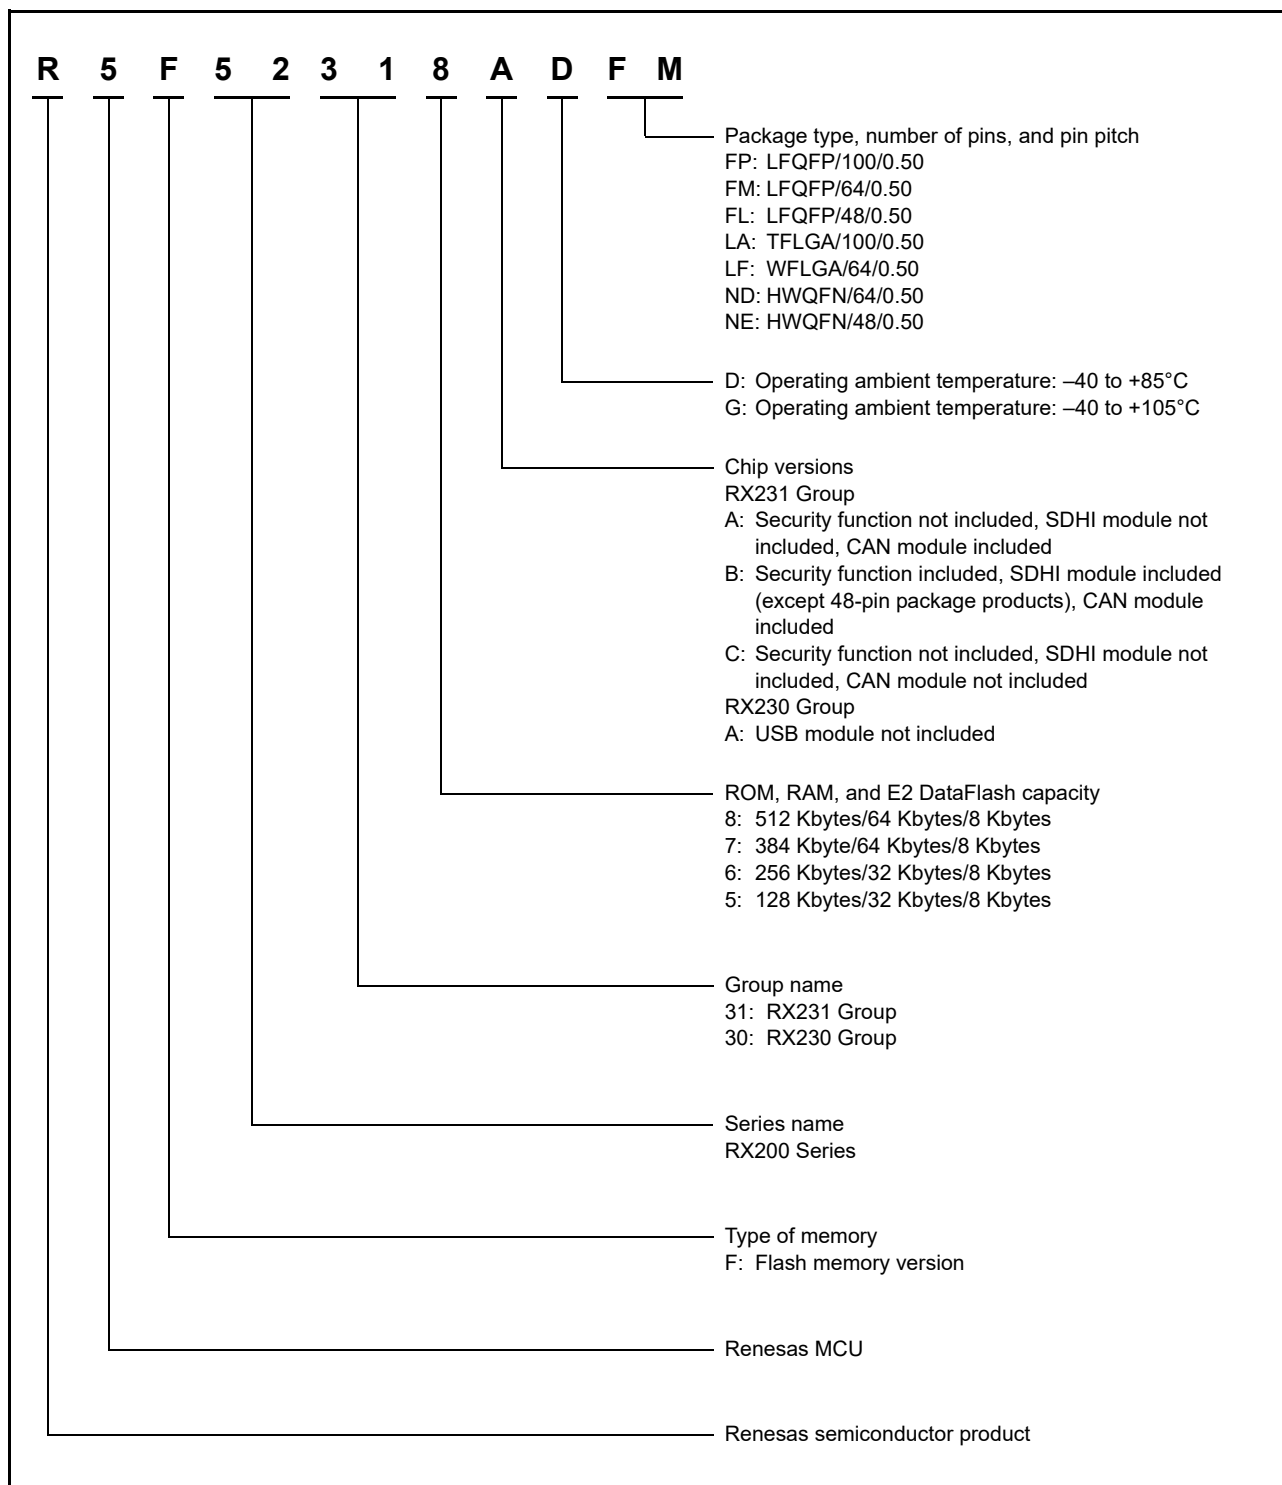 R 5 F 5 2 3 1 8 A D F M
Package type, number of pins, and pin pitch
FP: LFQFP/100/0.50
FM: LFQFP/64/0.50
FL: LFQFP/48/0.50
LA: TFLGA/100/0.50
LF: WFLGA/64/0.50
ND: HWQFN/64/0.50
NE: HWQFN/48/0.50
D: Operating ambient temperature: –40 to +85°C
G: Operating ambient temperature: –40 to +105°C
Chip versions
RX231 Group
A: Security function not included, SDHI module not
included, CAN module included
B: Security function included, SDHI module included
(except 48-pin package products), CAN module
included
C: Security function not included, SDHI module not
included, CAN module not included
RX230 Group
A: USB module not included
ROM, RAM, and E2 DataFlash capacity
8: 512 Kbytes/64 Kbytes/8 Kbytes
7: 384 Kbyte/64 Kbytes/8 Kbytes
6: 256 Kbytes/32 Kbytes/8 Kbytes
5: 128 Kbytes/32 Kbytes/8 Kbytes
Group name
31: RX231 Group
30: RX230 Group
Series name
RX200 Series
Type of memory
F: Flash memory version
Renesas MCU
Renesas semiconductor product